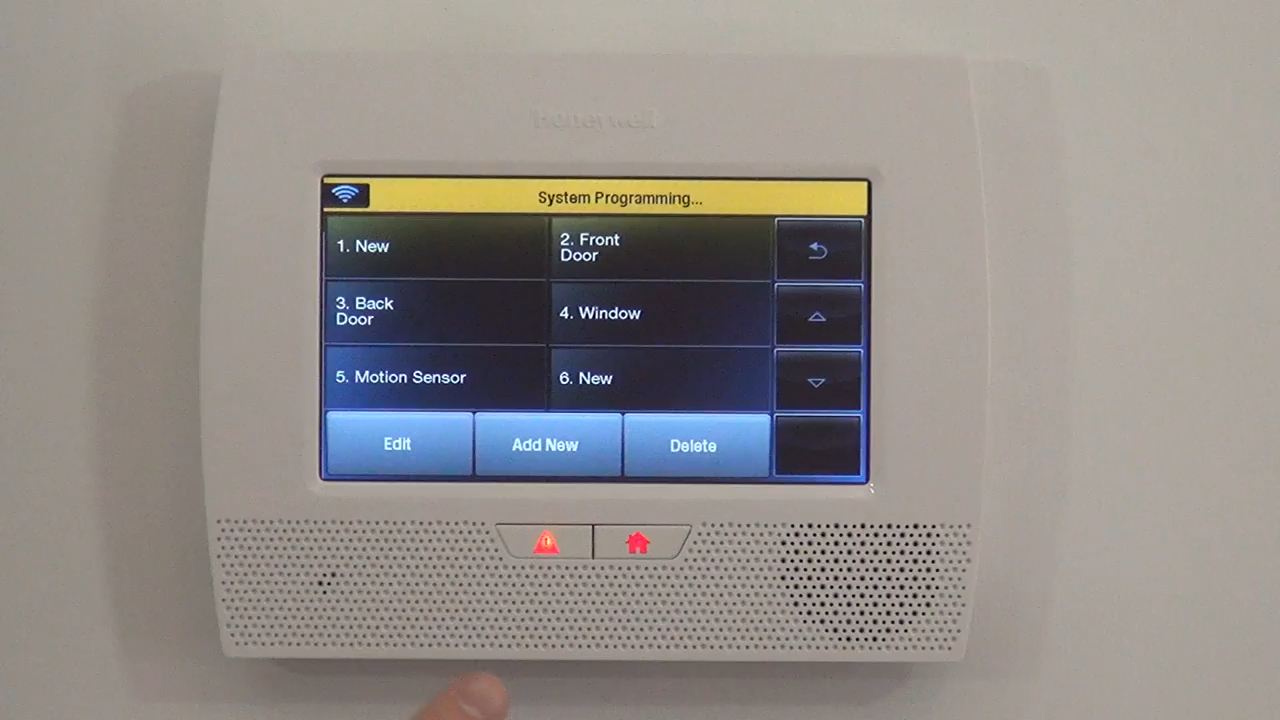 Honeywell
System Programming...
1. New
2. Front
Door
3. Back
Door
4. Window
5. Motion Sensor
6. New
Edit
Add New
Delete